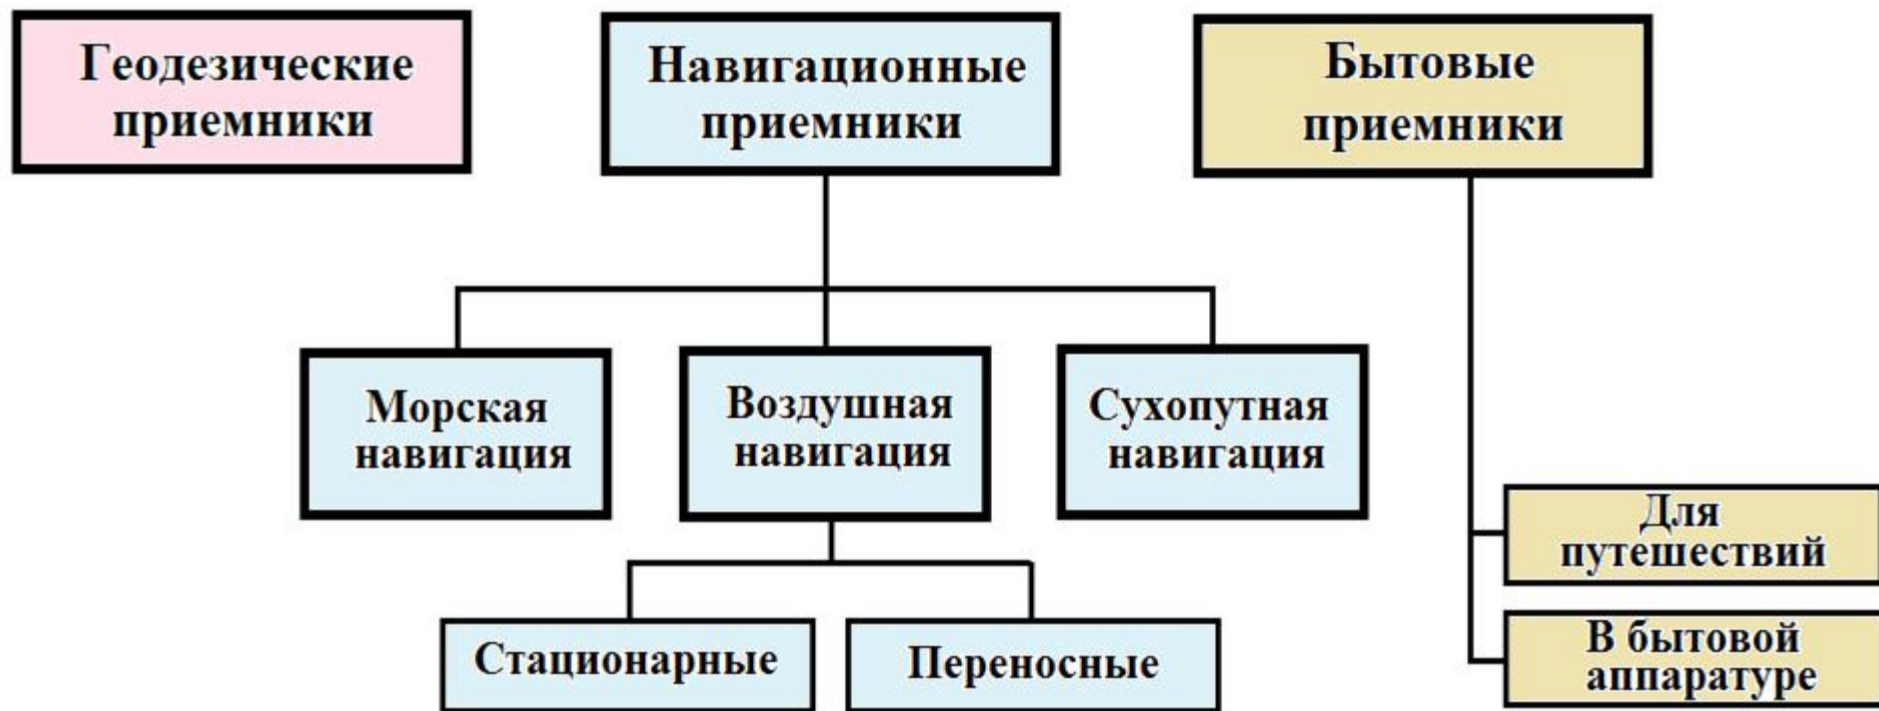 Геодезические
приемники
Навигационные
приемники
Бытовые
приемники
Морская
навигация
Воздушная
навигация
Сухопутная
навигация
Для
путешествий
В бытовой
аппаратуре
Стационарные
Переносные